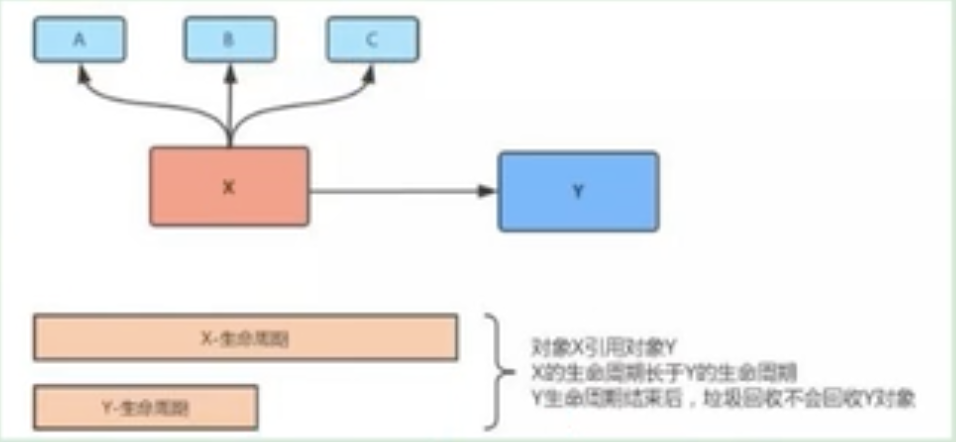 A
B
C
X
Y
X-生命周期
Y-生命周期
对象X引用对象Y
X的生命周期长于Y的生命周期
Y生命周期结束后，垃圾回收不会回收Y对象